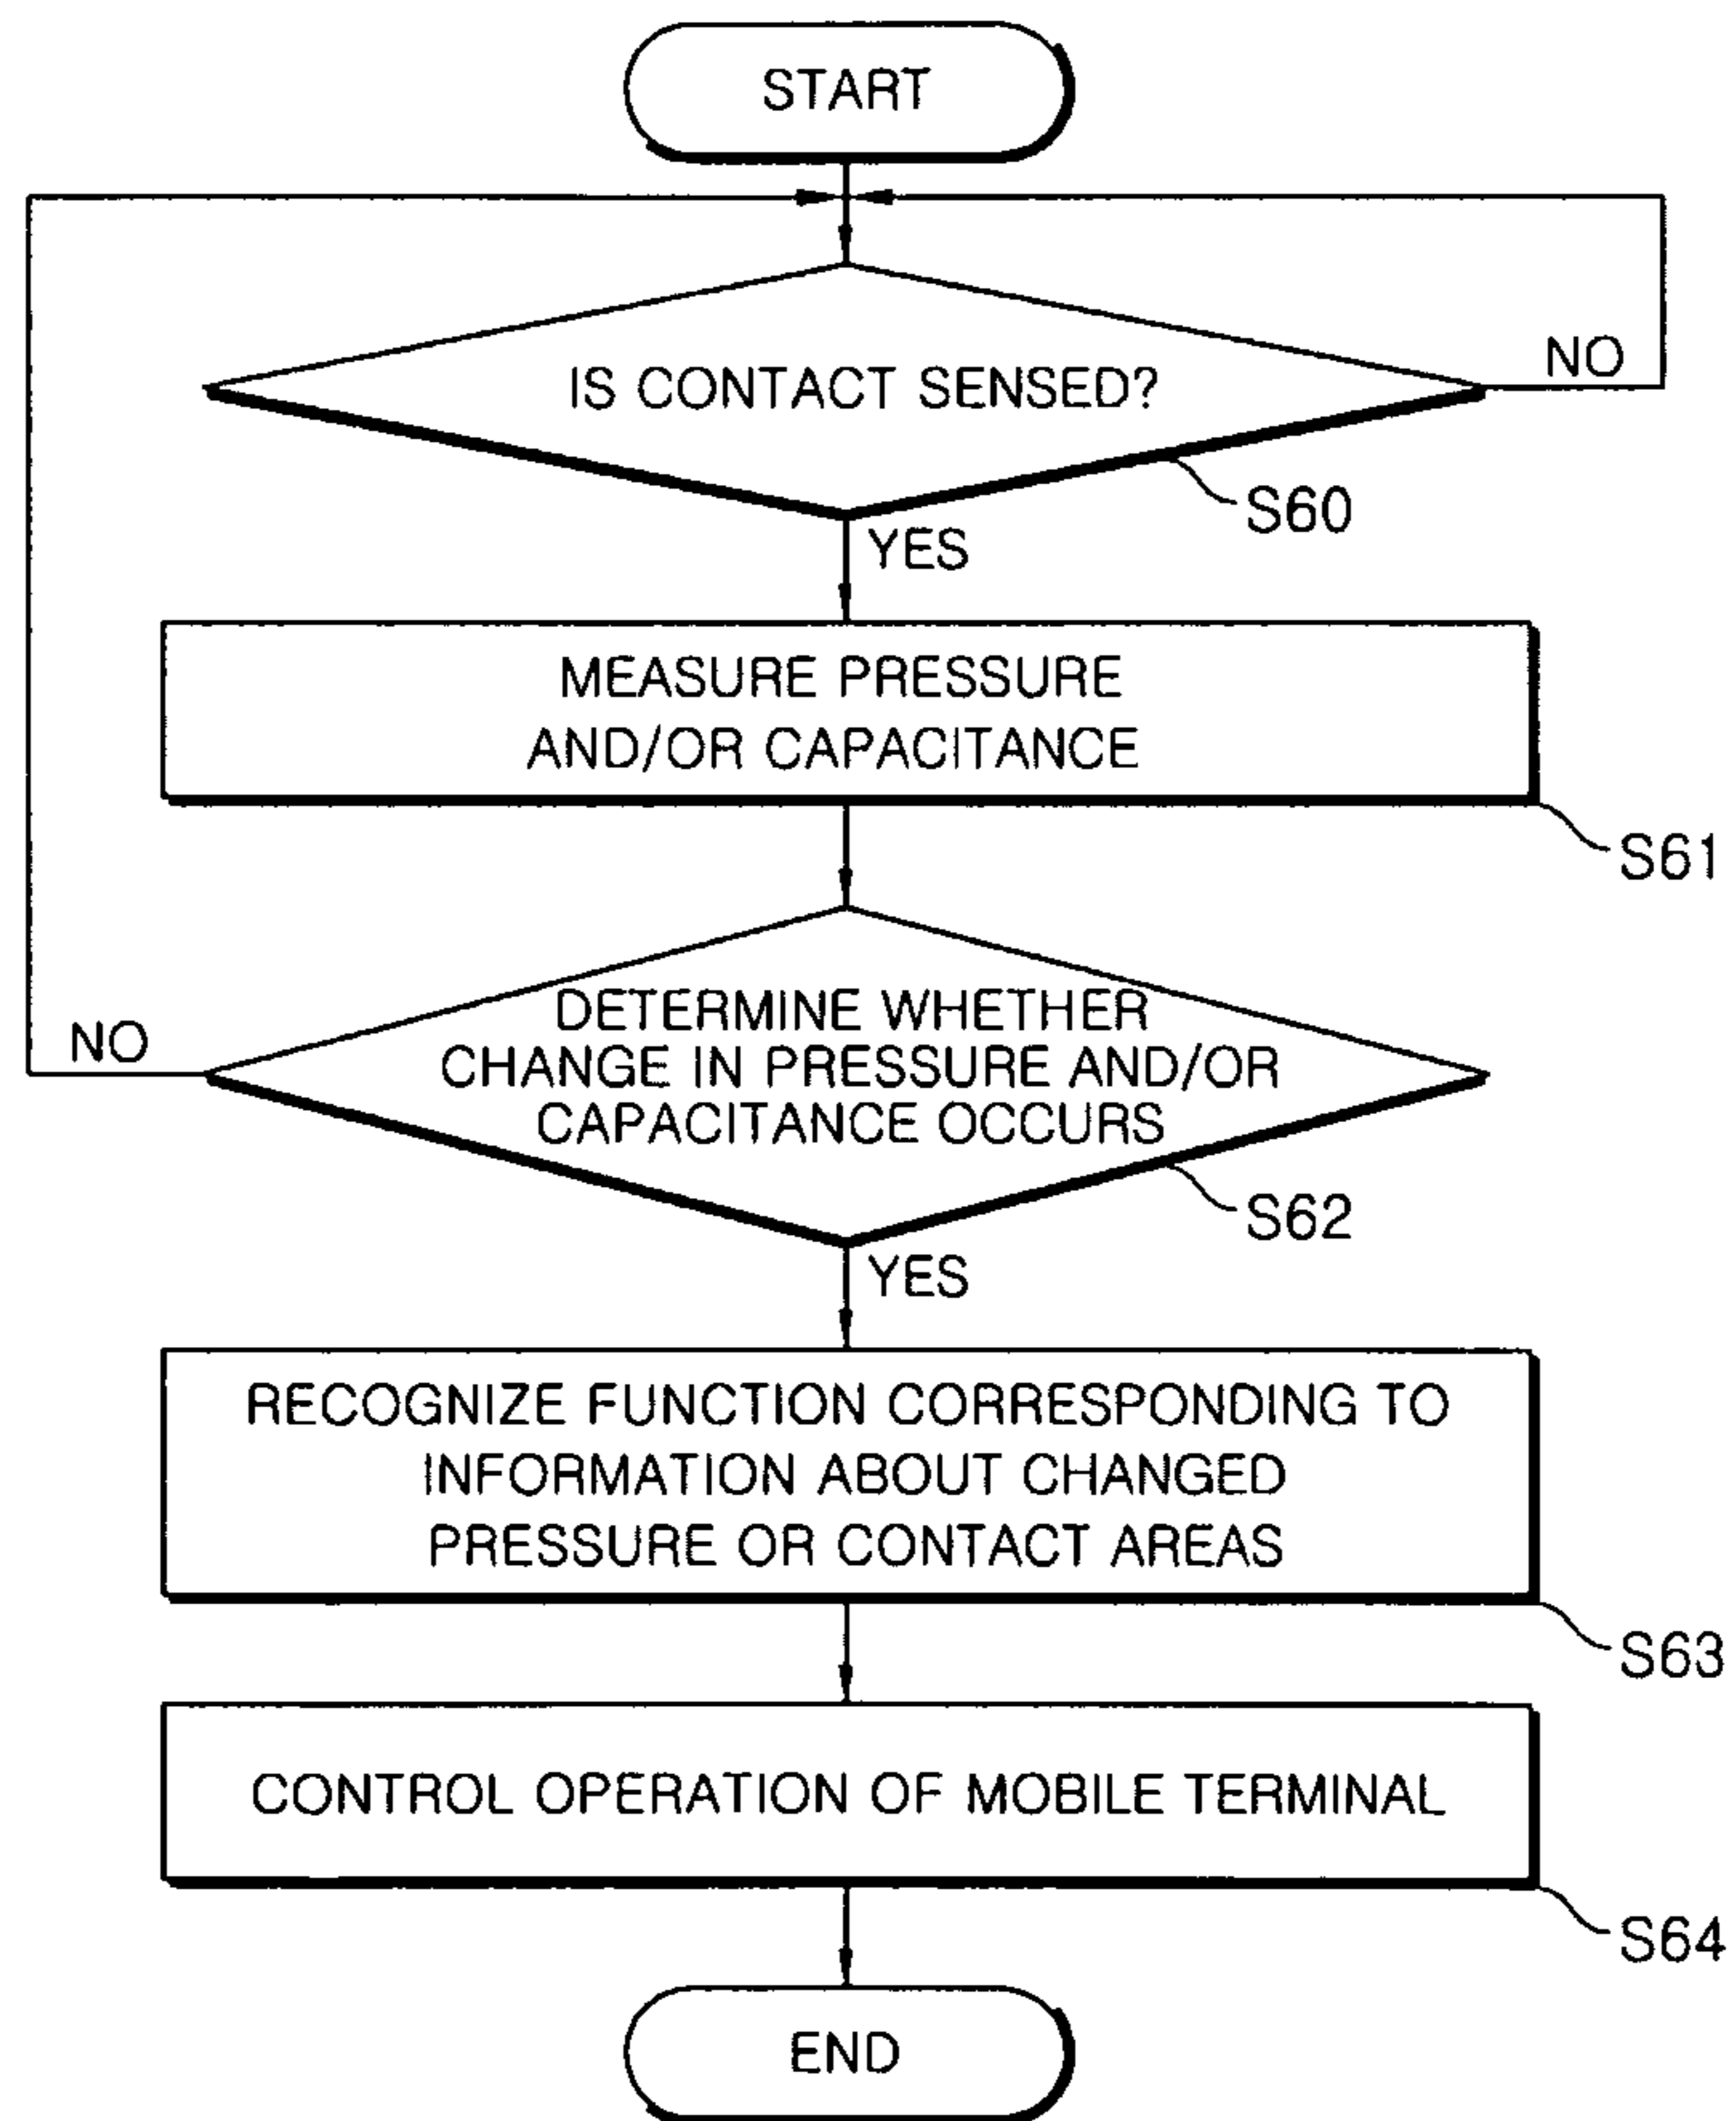 START
IS CONTACT SENSED?
NO
S60
YES
MEASURE PRESSURE
AND/OR CAPACITANCE
S61
DETERMINE WHETHER
CHANGE IN PRESSURE AND/OR
CAPACITANCE OCCURS
NO
S62
YES
RECOGNIZE FUNCTION CORRESPONDING TO
INFORMATION ABOUT CHANGED
PRESSURE OR CONTACT AREAS
S63
CONTROL OPERATION OF MOBILE TERMINAL
S64
END